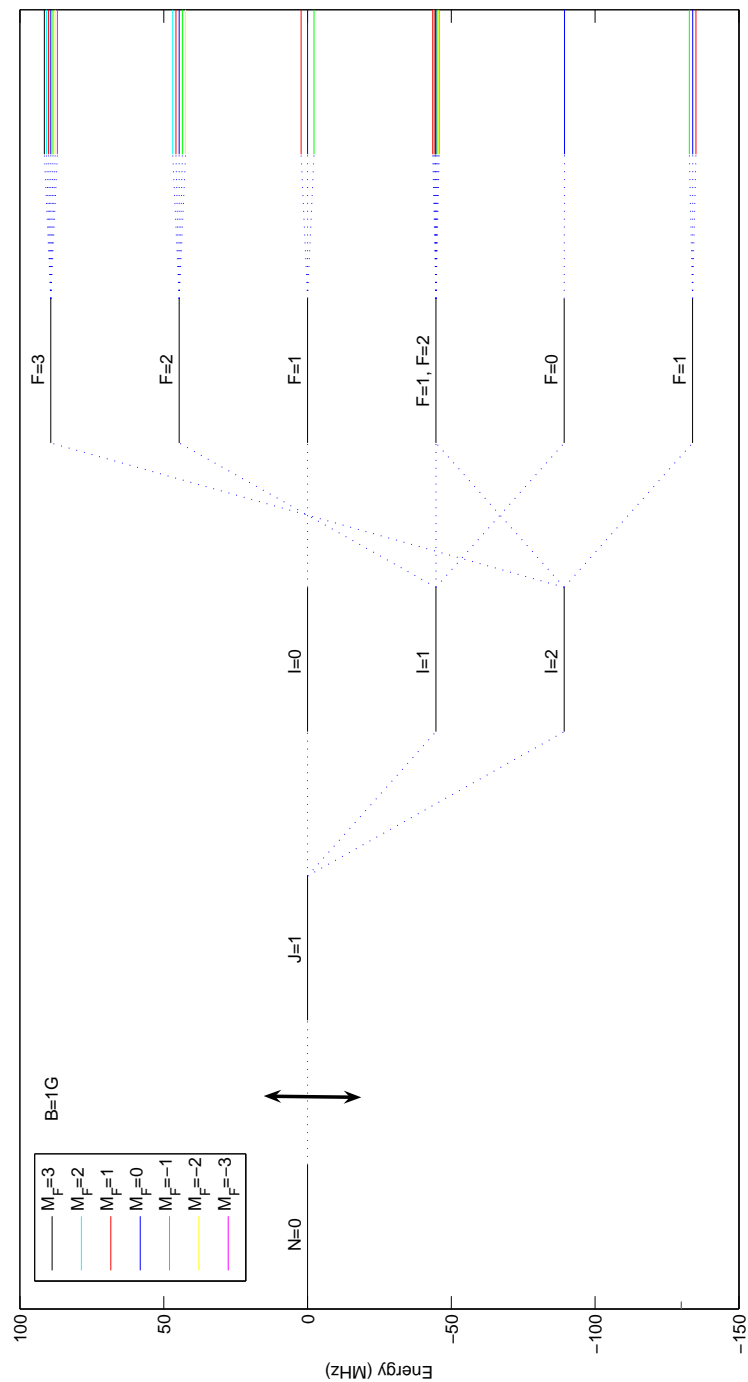 B=1G
M_F=3
M_F=2
M_F=1
M_F=0
M_F=−1
M_F=−2
M_F=−3
N=0
J=1
I=0
I=1
I=2
F=3
F=2
F=1
F=1, F=2
F=0
F=1
100
50
0
−50
−100
−150
Energy (MHz)